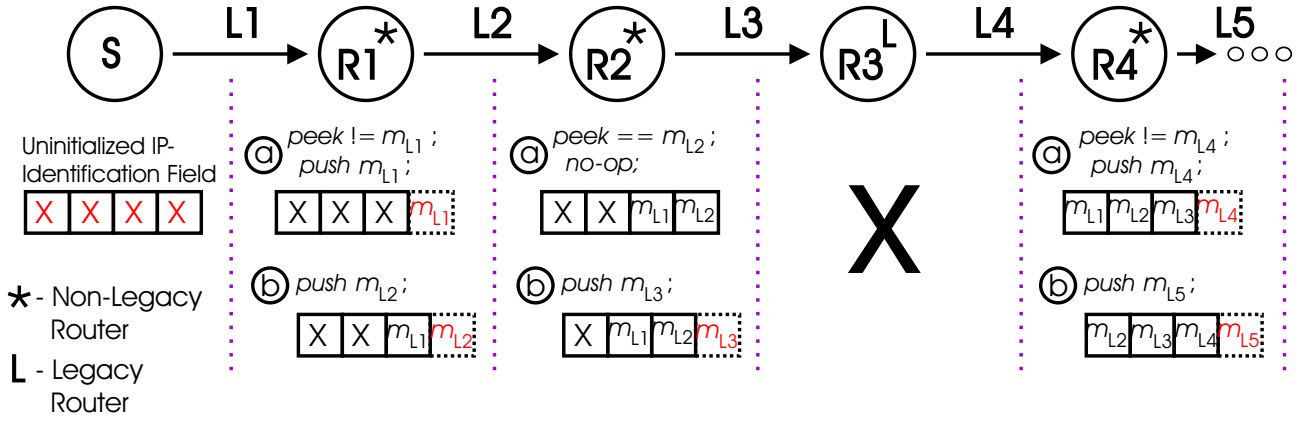 L1 L2 L3 L4 L5
S R1* R2* R3L R4* ○○○
Uninitialized IP-
Identification Field
X X X X
a peek != mL1 ;
push mL1 ;
X X X mL1
b push mL2 ;
X X mL1 mL2
a peek == mL2 ;
no-op;
X X mL1 mL2
b push mL3 ;
X mL1 mL2 mL3
X
a peek != mL4 ;
push mL4 ;
mL1 mL2 mL3 mL4
b push mL5 ;
mL2 mL3 mL4 mL5
* - Non-Legacy
Router
L - Legacy
Router